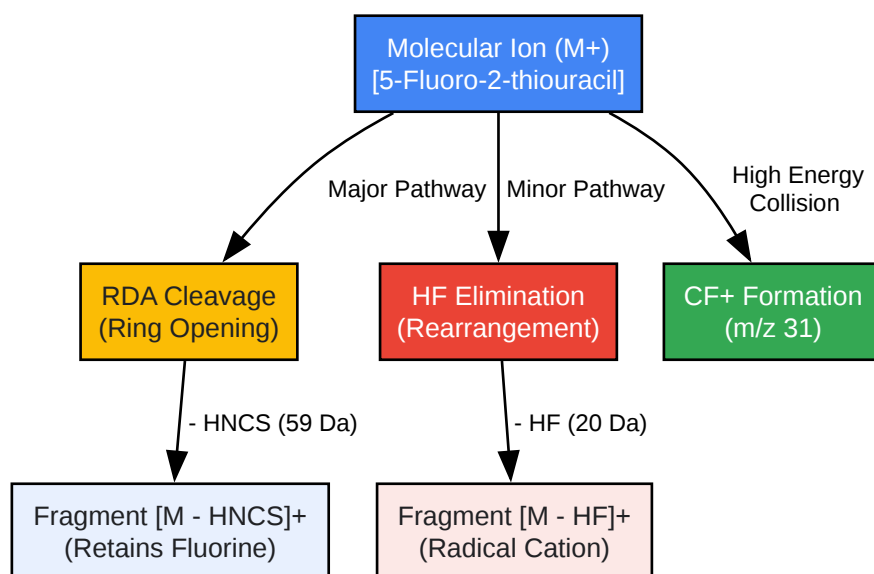 Molecular Ion (M+)
[5-Fluoro-2-thiouracil]
Major Pathway
Minor Pathway
High Energy
Collision
RDA Cleavage
(Ring Opening)
HF Elimination
(Rearrangement)
CF+ Formation
(m/z 31)
- HNCS (59 Da)
- HF (20 Da)
Fragment [M - HNCS]+
(Retains Fluorine)
Fragment [M - HF]+
(Radical Cation)